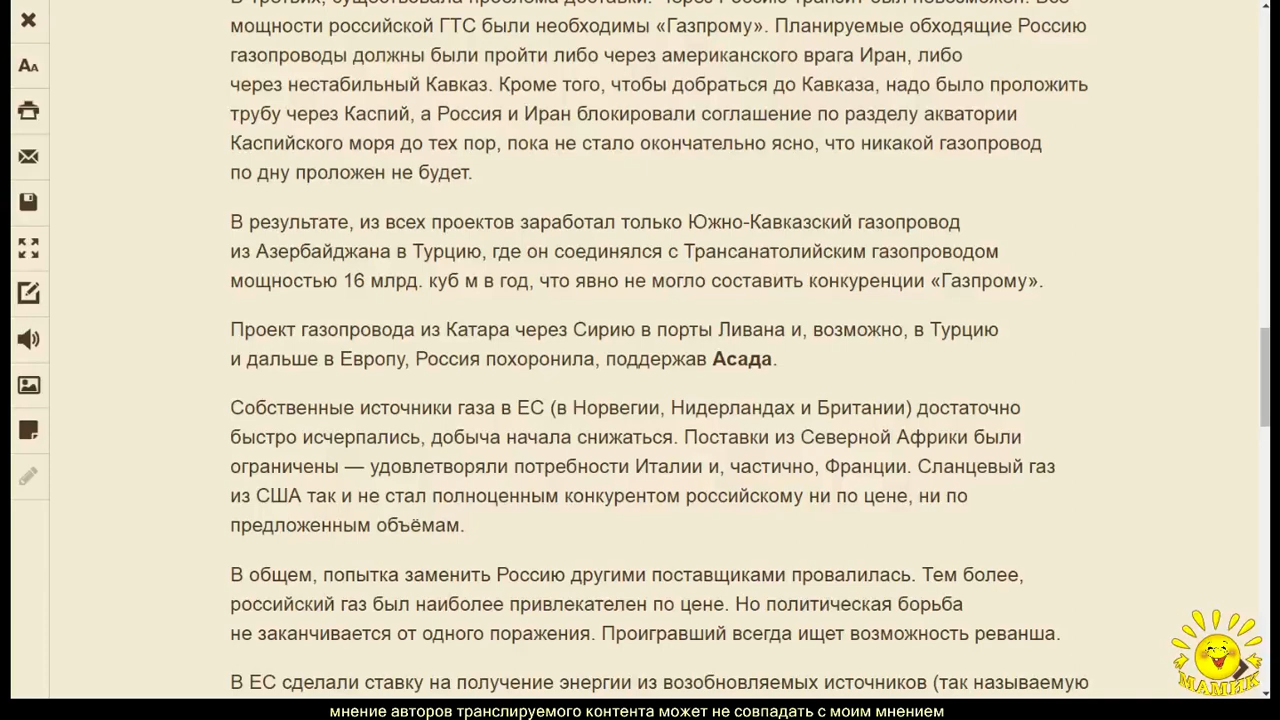 мощности российской ГТС были необходимы «Газпрому». Планируемые обходящие Россию
газопроводы должны были пройти либо через американского врага Иран, либо
через нестабильный Кавказ. Кроме того, чтобы добраться до Кавказа, надо было проложить
трубу через Каспий, а Россия и Иран блокировали соглашение по разделу акватории
Каспийского моря до тех пор, пока не стало окончательно ясно, что никакой газопровод
по дну проложен не будет.
В результате, из всех проектов заработал только Южно-Кавказский газопровод
из Азербайджана в Турцию, где он соединялся с Трансанатолийским газопроводом
мощностью 16 млрд. куб м в год, что явно не могло составить конкуренции «Газпрому».
Проект газопровода из Катара через Сирию в порты Ливана и, возможно, в Турцию
и дальше в Европу, Россия похоронила, поддержав Асада.
Собственные источники газа в ЕС (в Норвегии, Нидерландах и Британии) достаточно
быстро исчерпались, добыча начала снижаться. Поставки из Северной Африки были
ограничены — удовлетворяли потребности Италии и, частично, Франции. Сланцевый газ
из США так и не стал полноценным конкурентом российскому ни по цене, ни по
предложенным объёмам.
В общем, попытка заменить Россию другими поставщиками провалилась. Тем более,
российский газ был наиболее привлекателен по цене. Но политическая борьба
не заканчивается от одного поражения. Проигравший всегда ищет возможность реванша.
В ЕС сделали ставку на получение энергии из возобновляемых источников (так называемую
МАМИК
мнение авторов транслируемого контента может не совпадать с моим мнением